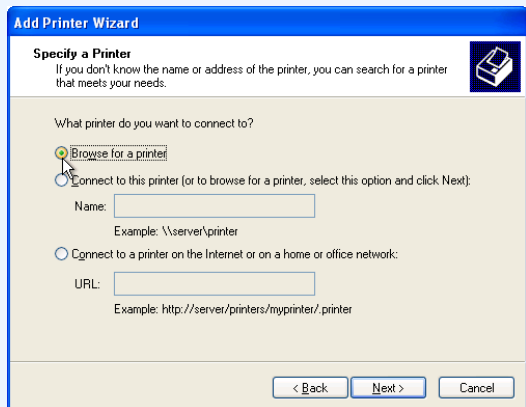 Add Printer Wizard
Specify a Printer
If you don't know the name or address of the printer, you can search for a printer
that meets your needs.
What printer do you want to connect to?
Browse for a printer
Connect to this printer (or to browse for a printer, select this option and click Next):
Name:
Example: \\server\printer
Connect to a printer on the Internet or on a home or office network:
URL:
Example: http://server/printers/myprinter/.printer
< Back Next > Cancel